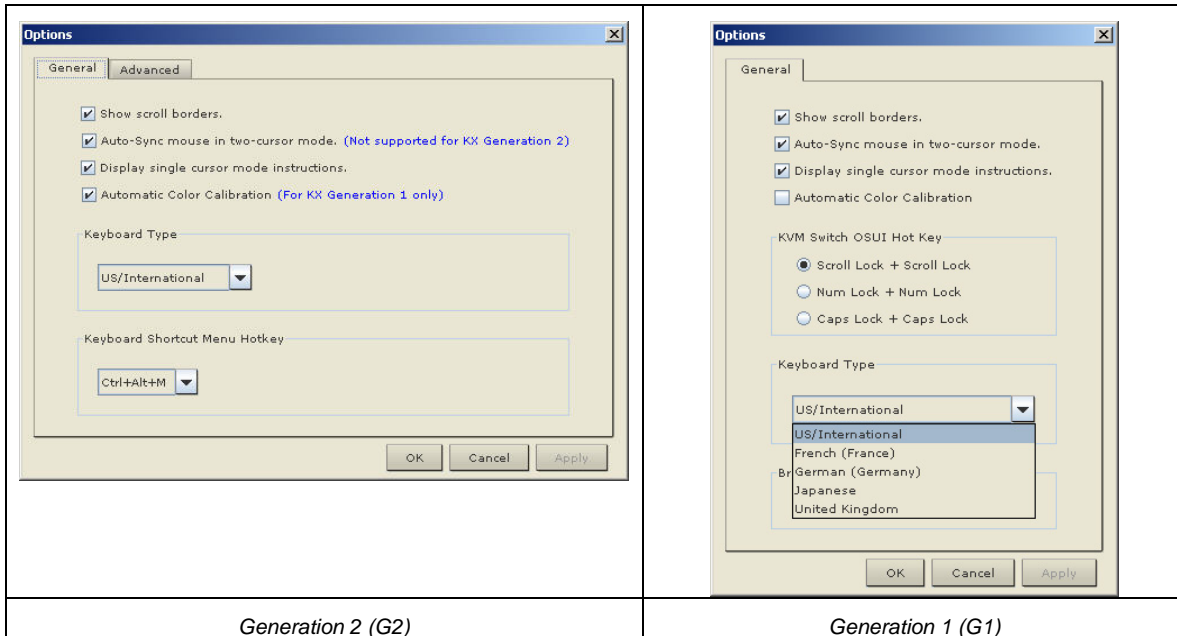 Options
General
Advanced
Show scroll borders.
Auto-Sync mouse in two-cursor mode. (Not supported for KX Generation 2)
Display single cursor mode instructions.
Automatic Color Calibration (For KX Generation 1 only)
Keyboard Type
US/International
Keyboard Shortcut Menu Hotkey
Ctrl+Alt+M
OK
Cancel
Apply
Generation 2 (G2)
Options
General
Show scroll borders.
Auto-Sync mouse in two-cursor mode.
Display single cursor mode instructions.
Automatic Color Calibration
KVM Switch OSUI Hot Key
Scroll Lock + Scroll Lock
Num Lock + Num Lock
Caps Lock + Caps Lock
Keyboard Type
US/International
US/International
French (France)
German (Germany)
Japanese
United Kingdom
OK
Cancel
Apply
Generation 1 (G1)